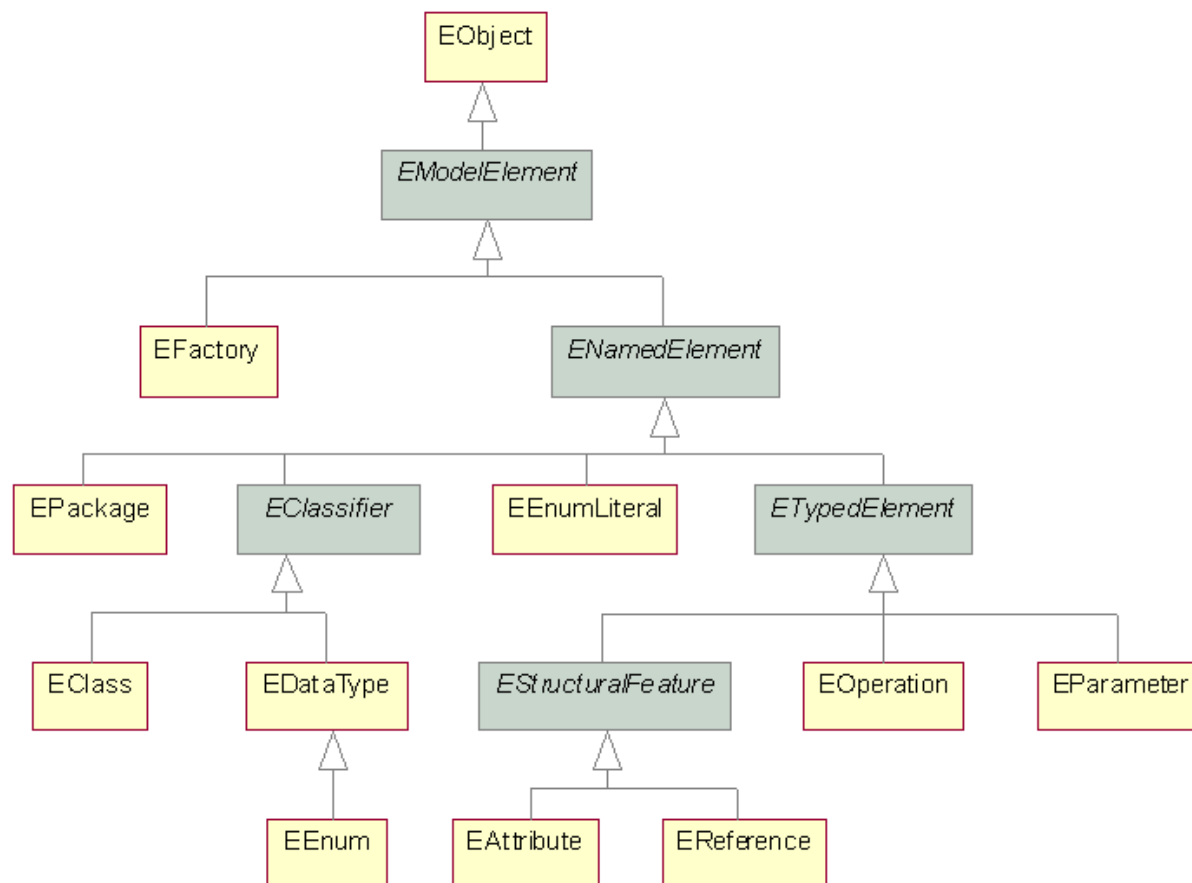 EObject
EModelElement
EFactory
ENamedElement
EPackage
EClassifier
EEnumLiteral
ETypedElement
EClass
EDataType
EStructuralFeature
EOperation
EParameter
EEnum
EAttribute
EReference